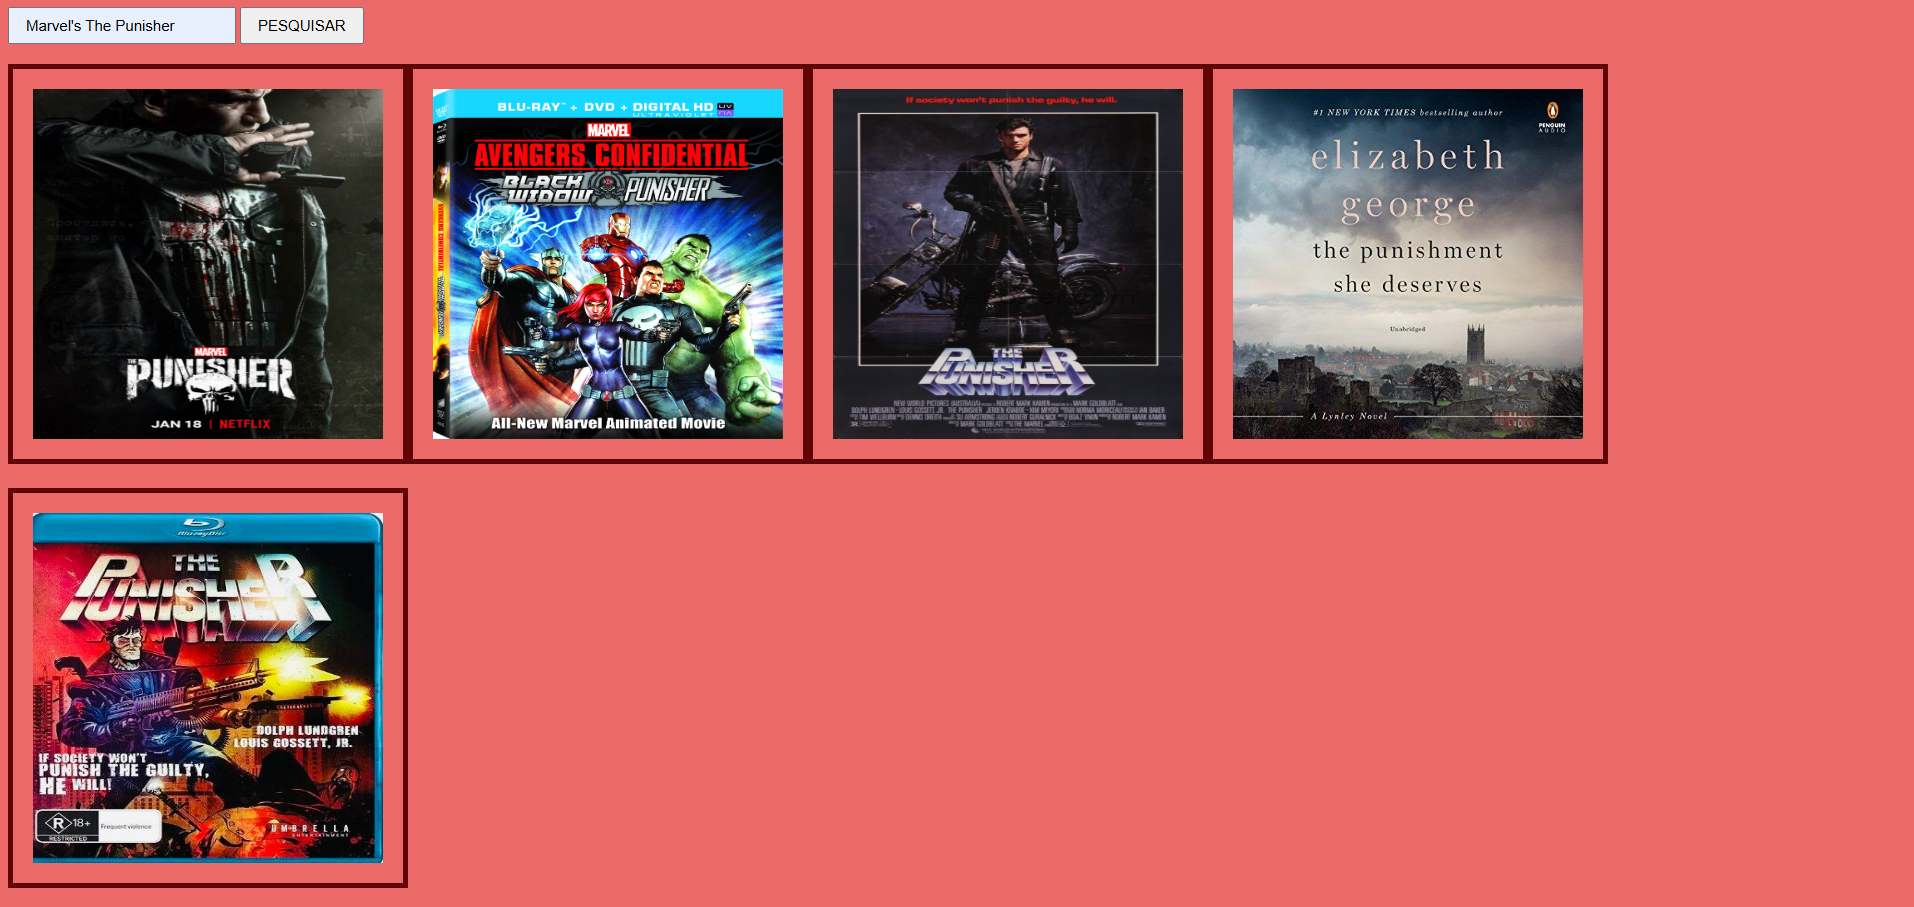 Marvel's The Punisher
PESQUISAR
MARVEL
THE
PUNISHER
JAN 18 | NETFLIX
BLU-RAY™ + DVD + DIGITAL HD
ULTRAVIOLET
UV
MARVEL
AVENGERS CONFIDENTIAL
BLACK WIDOW PUNISHER
All-New Marvel Animated Movie
If society won't punish the guilty, he will.
THE
PUNISHER
#1 NEW YORK TIMES bestselling author
PENGUIN
AUDIO
elizabeth
george
the punishment
she deserves
Unabridged
A Lynley Novel
Blu-ray Disc
THE
PUNISHER
DOLPH LUNDGREN
LOUIS GOSSETT, JR.
IF SOCIETY WON'T
PUNISH THE GUILTY,
HE WILL!
R 18+
RESTRICTED
Frequent violence
UMBRELLA
ENTERTAINMENT